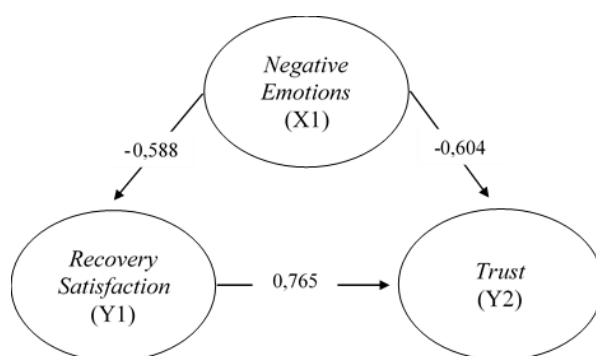 Negative
Emotions
(X1)
-0,588
-0,604
Recovery
Satisfaction
(Y1)
0,765
Trust
(Y2)